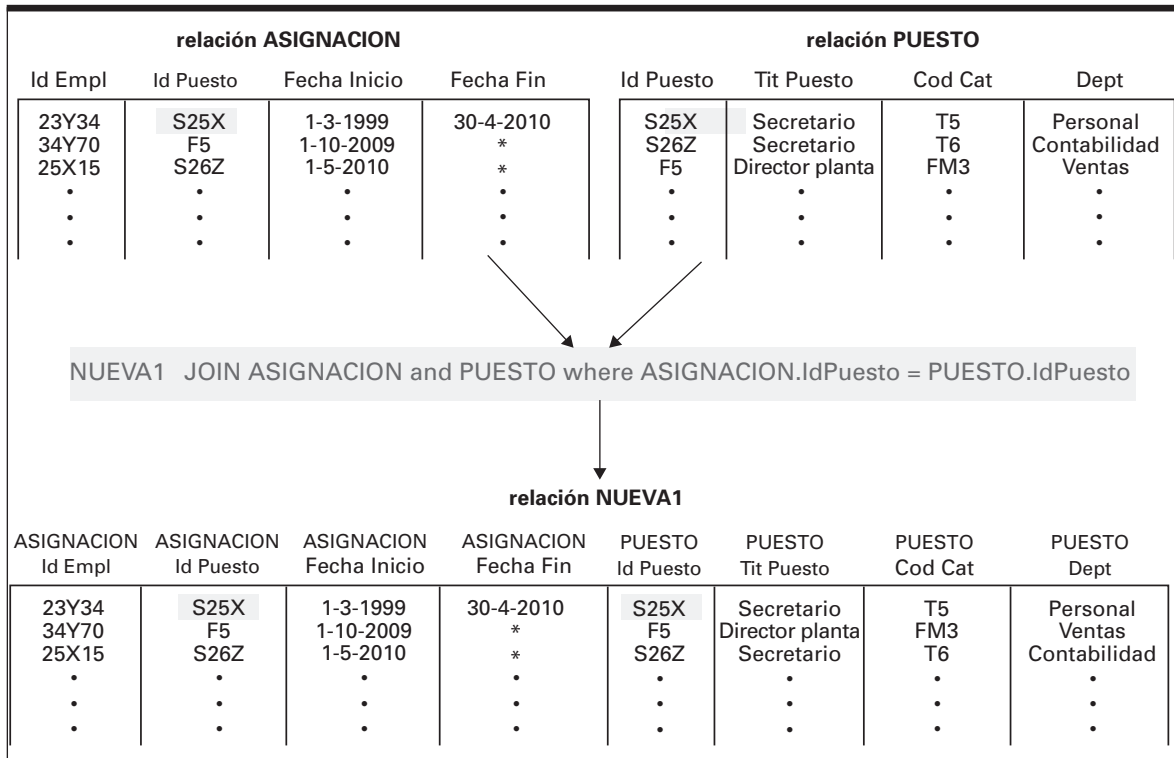 relación ASIGNACION relación PUESTO
Id Empl Id Puesto Fecha Inicio Fecha Fin Id Puesto Tit Puesto Cod Cat Dept
23Y34 S25X 1-3-1999 30-4-2010 S25X Secretario T5 Personal
34Y70 F5 1-10-2009 * S26Z Secretario T6 Contabilidad
25X15 S26Z 1-5-2010 * F5 Director planta FM3 Ventas
• • • • • • • •
• • • • • • • •
• • • • • • • •
NUEVA1 JOIN ASIGNACION and PUESTO where ASIGNACION.IdPuesto = PUESTO.IdPuesto
relación NUEVA1
ASIGNACION ASIGNACION ASIGNACION ASIGNACION PUESTO PUESTO PUESTO PUESTO
Id Empl Id Puesto Fecha Inicio Fecha Fin Id Puesto Tit Puesto Cod Cat Dept
23Y34 S25X 1-3-1999 30-4-2010 S25X Secretario T5 Personal
34Y70 F5 1-10-2009 * F5 Director planta FM3 Ventas
25X15 S26Z 1-5-2010 * S26Z Secretario T6 Contabilidad
• • • • • • • •
• • • • • • • •
• • • • • • • •